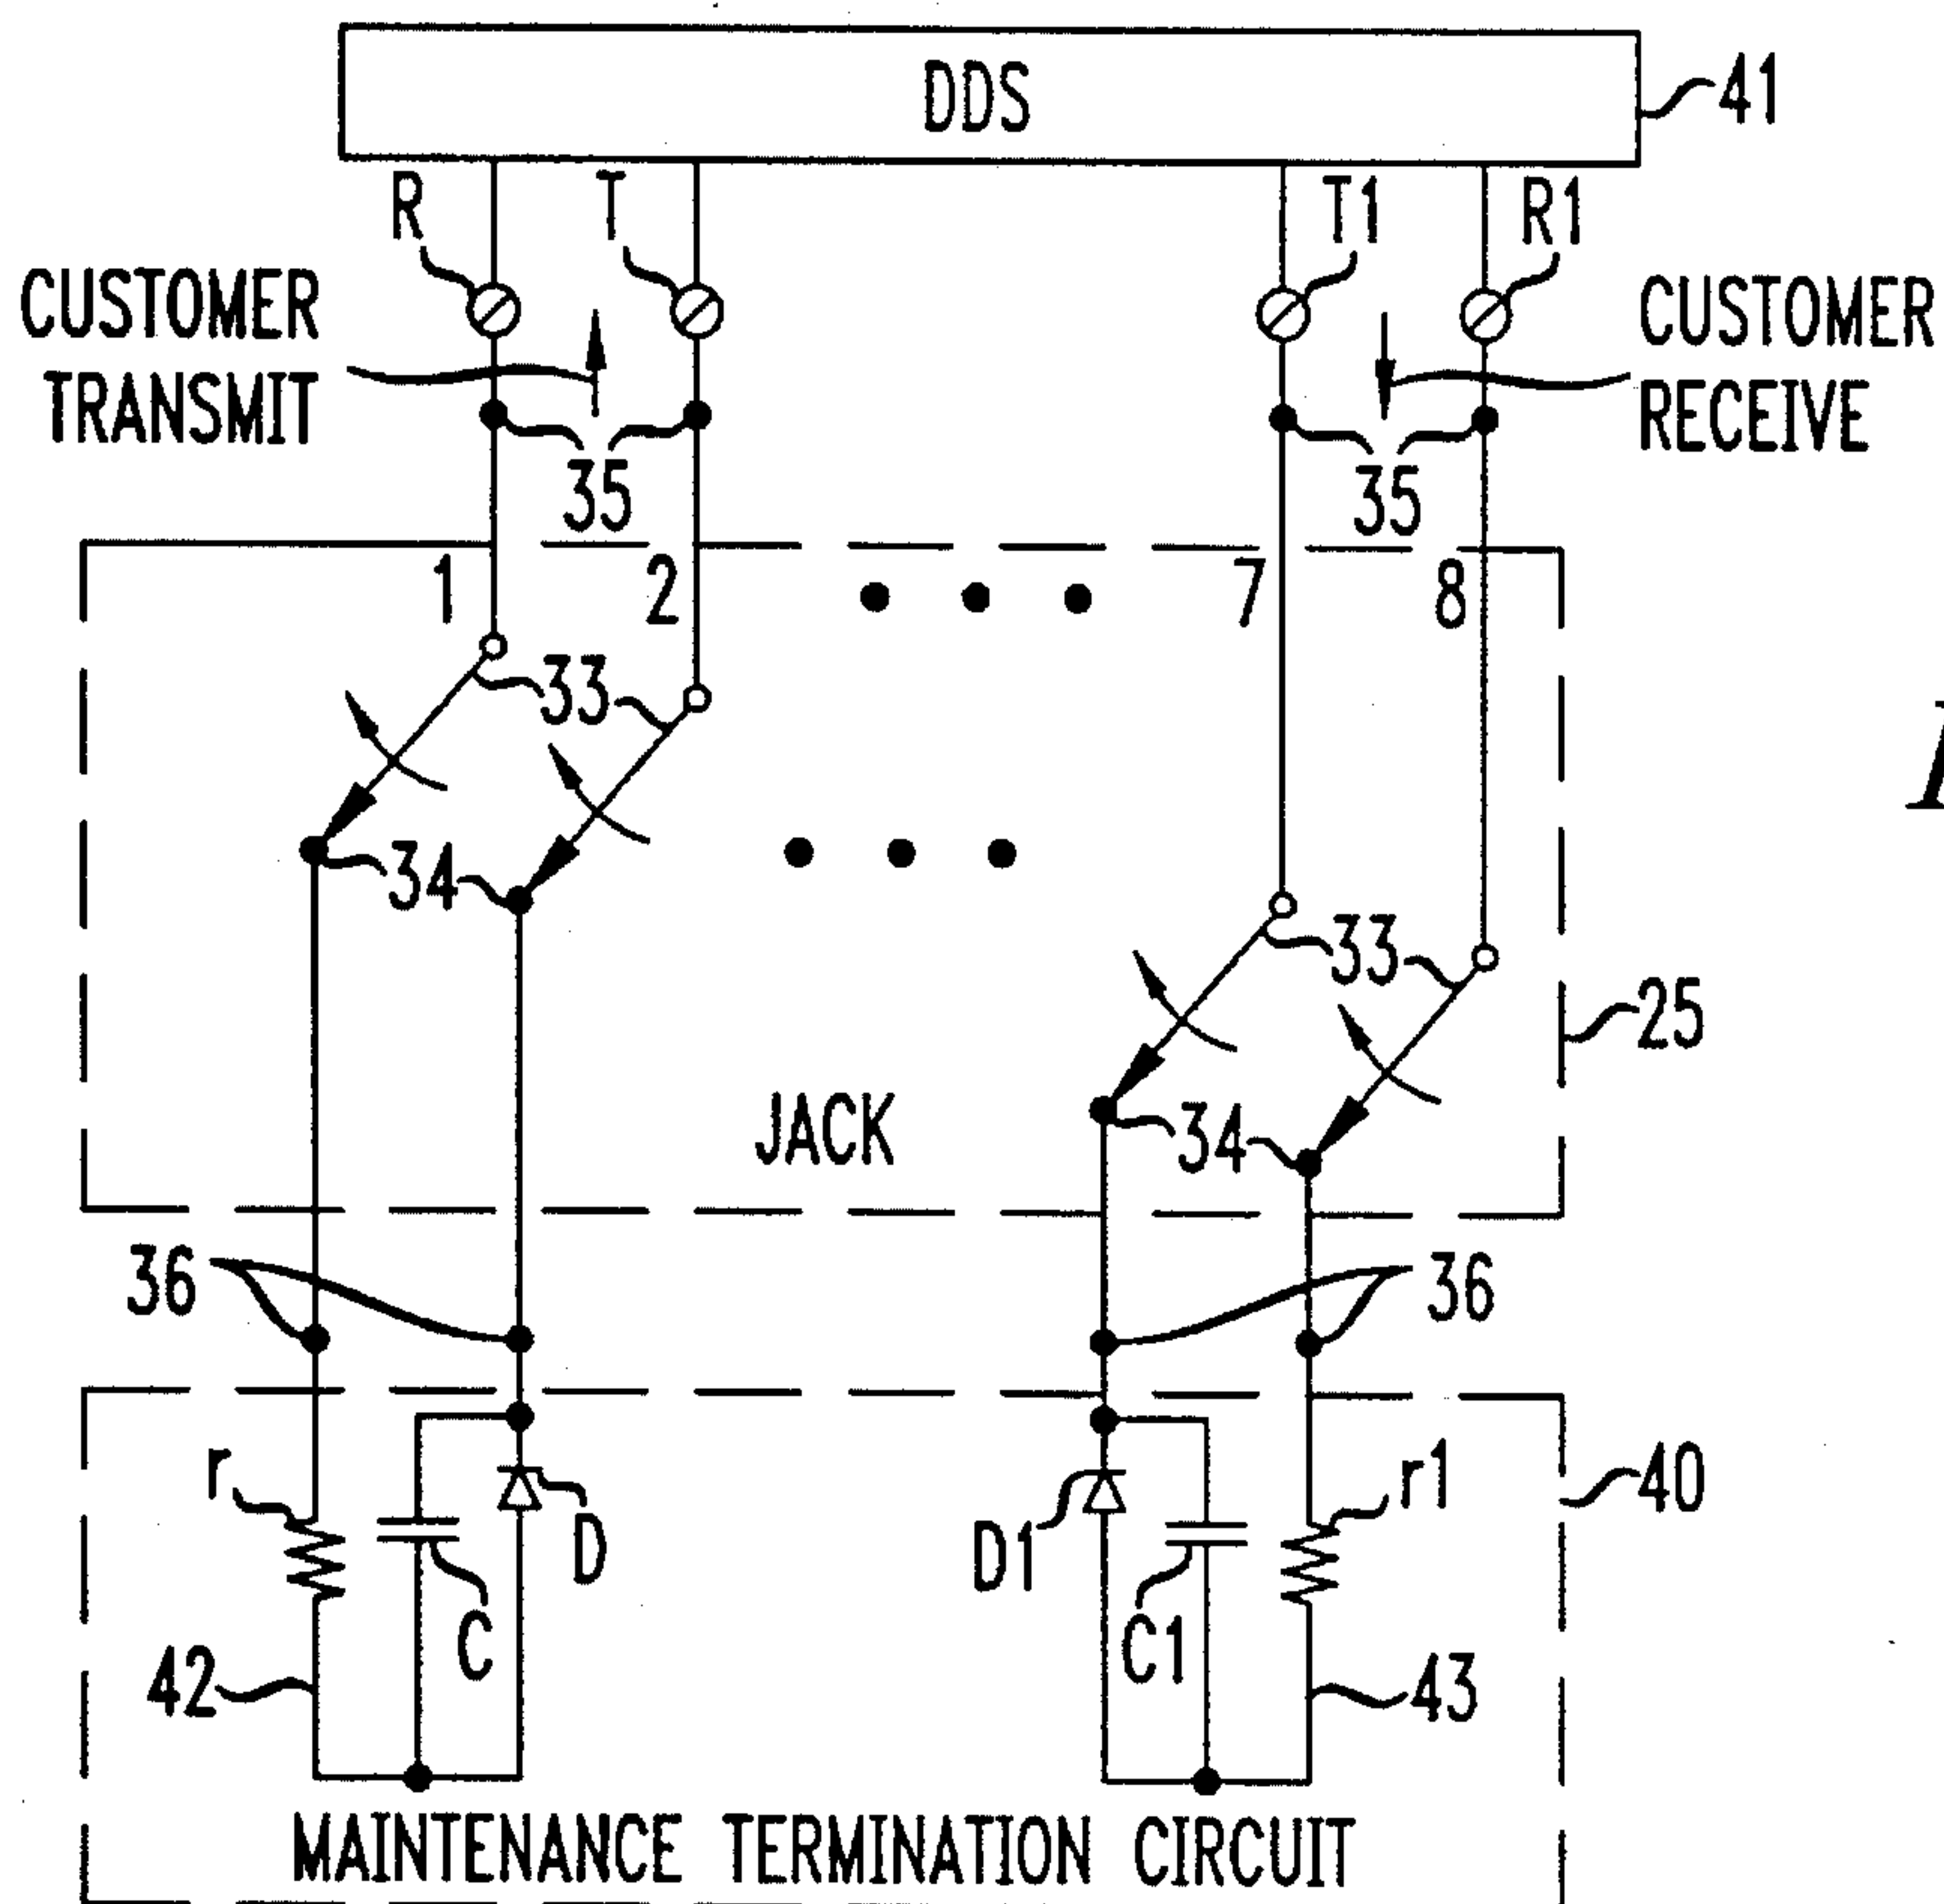 DDS
41
R
T
T1
R1
CUSTOMER
TRANSMIT
CUSTOMER
RECEIVE
35
35
1
2
7
8
33
33
34
25
JACK
34
36
36
r
D
D1
r1
40
C
C1
42
43
MAINTENANCE TERMINATION CIRCUIT